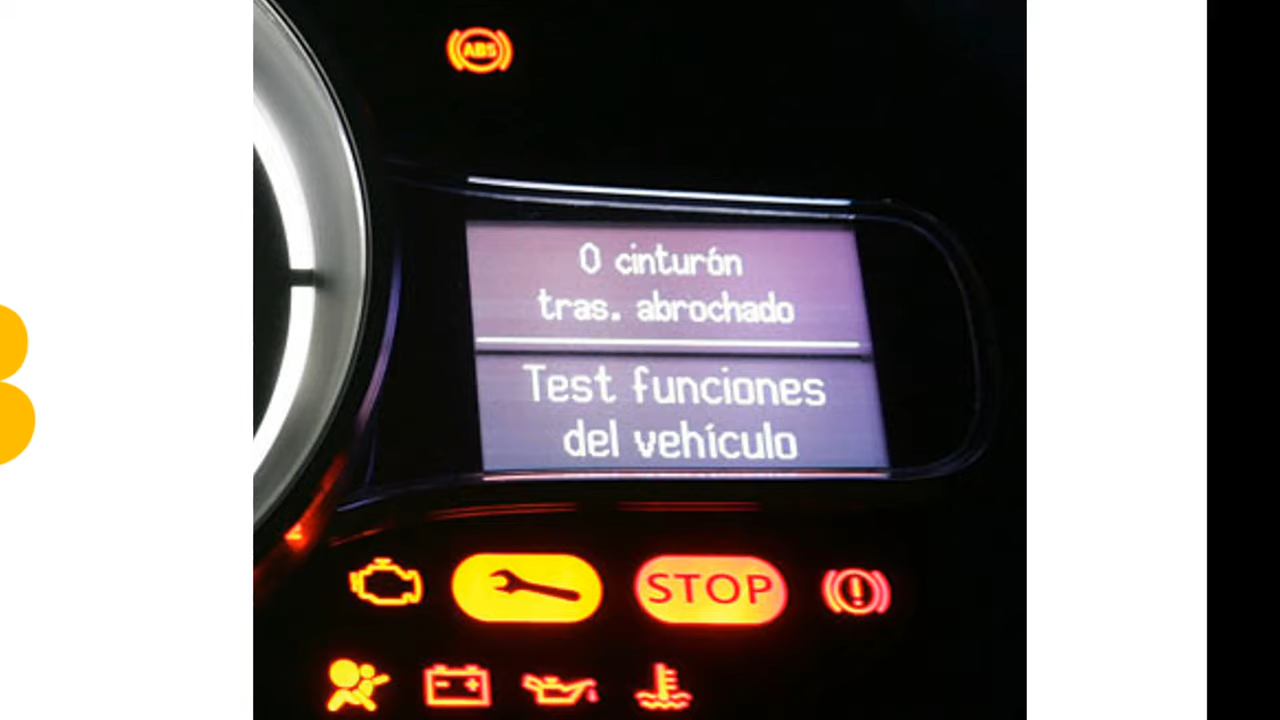 ABS
0 cinturón
tras. abrochado
Test funciones
del vehículo
STOP